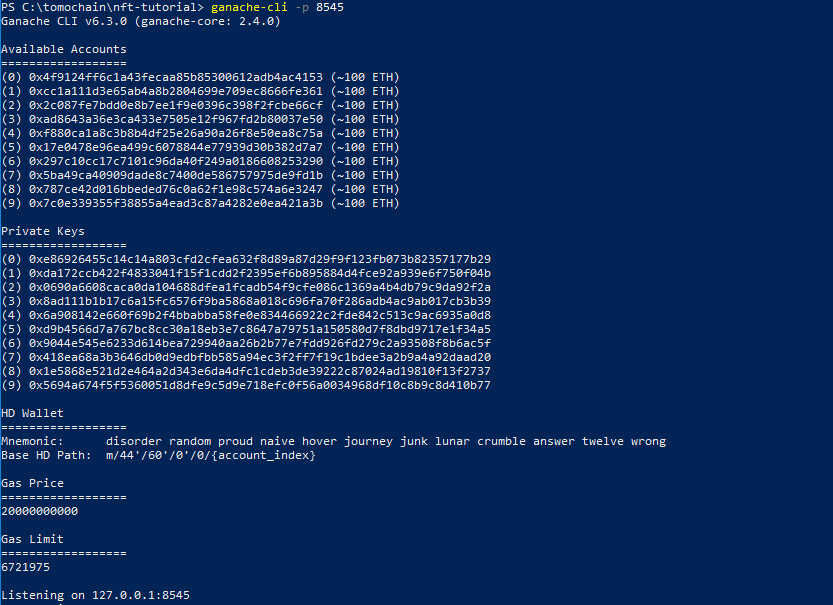 PS C:\tomochain\nft-tutorial> ganache-cli -p 8545
Ganache CLI v6.3.0 (ganache-core: 2.4.0)
Available Accounts
==================
(0) 0x4f9124ff6c1a43fecaa85b85300612adb4ac4153 (~100 ETH)
(1) 0xcc1a111d3e65ab4a8b2804699e709ec8666fe361 (~100 ETH)
(2) 0x2c087fe7bdd0e8b7ee1f9e0396c398f2fcbe66cf (~100 ETH)
(3) 0xad8643a36e3ca433e7505e12f967fd2b80037e50 (~100 ETH)
(4) 0xf880ca1a8c3b8b4df25e26a90a26f8e50ea8c75a (~100 ETH)
(5) 0x17e0478e96ea499c6078844e77939d30b382d7a7 (~100 ETH)
(6) 0x297c10cc17c7101c96da40f249a0186608253290 (~100 ETH)
(7) 0x5ba49ca40909dade8c7400de586757975de9fd1b (~100 ETH)
(8) 0x787ce42d016bbeded76c0a62f1e98c574a6e3247 (~100 ETH)
(9) 0x7c0e339355f38855a4ead3c87a4282e0ea421a3b (~100 ETH)
Private Keys
==================
(0) 0xe86926455c14c14a803cfd2cfea632f8d89a87d29f9f123fb073b82357177b29
(1) 0xda172ccb422f4833041f15f1cdd2f2395ef6b895884d4fce92a939e6f750f04b
(2) 0x0690a6608caca0da104688dfea1fcadb54f9cfe086c1369a4b4db79c9da92f2a
(3) 0x8ad111b1b17c6a15fc6576f9ba5868a018c696fa70f286adb4ac9ab017cb3b39
(4) 0x6a908142e660f69b2f4bbabba58fe0e834466922c2fde842c513c9ac6935a0d8
(5) 0xd9b4566d7a767bc8cc30a18eb3e7c8647a79751a150580d7f8dbd9717e1f34a5
(6) 0x9044e545e6233d614bea729940aa26b2b77e7fdd926fd279c2a93508f8b6ac5f
(7) 0x418ea68a3b3646db0d9edbfbb585a94ec3f2ff7f19c1bdee3a2b9a4a92daad20
(8) 0x1e5868e521d2e464a2d343e6da4dfc1cdeb3de39222c87024ad19810f13f2737
(9) 0x5694a674f5f5360051d8dfe9c5d9e718efc0f56a0034968df10c8b9c8d410b77
HD Wallet
==================
Mnemonic:      disorder random proud naive hover journey junk lunar crumble answer twelve wrong
Base HD Path:  m/44'/60'/0'/0/{account_index}
Gas Price
==================
20000000000
Gas Limit
==================
6721975
Listening on 127.0.0.1:8545